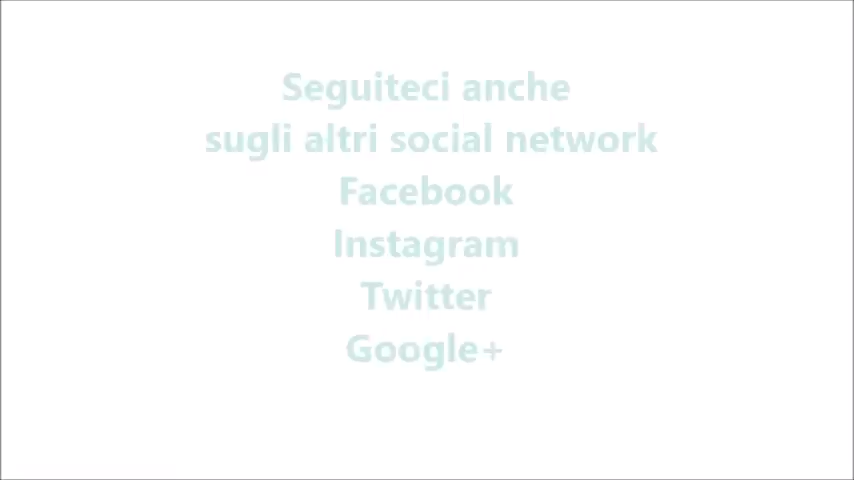 Seguiteci anche
sugli altri social network
Facebook
Instagram
Twitter
Google+